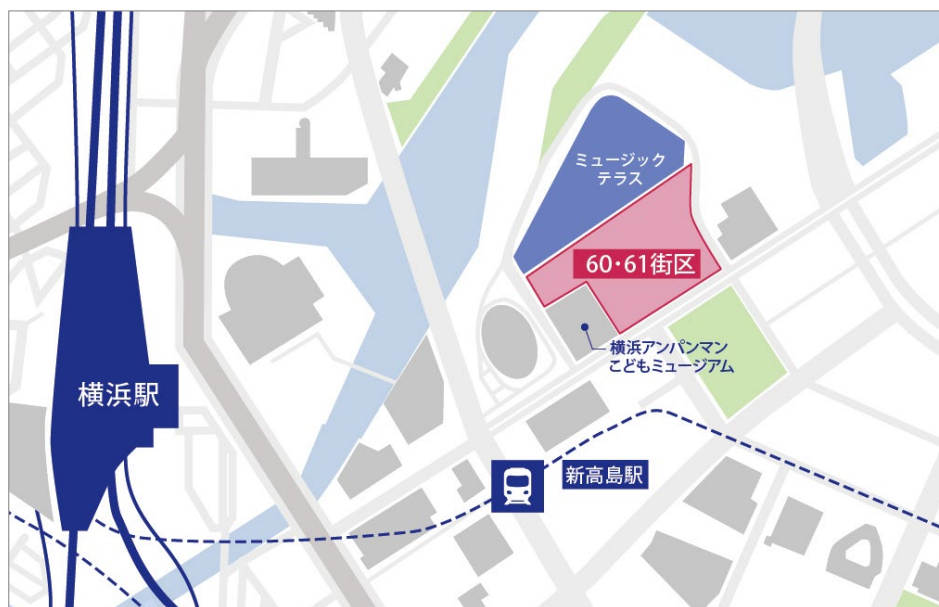 ミュージック
テラス
60・61街区
横浜アンパンマン
こどもミュージアム
横浜駅
新高島駅